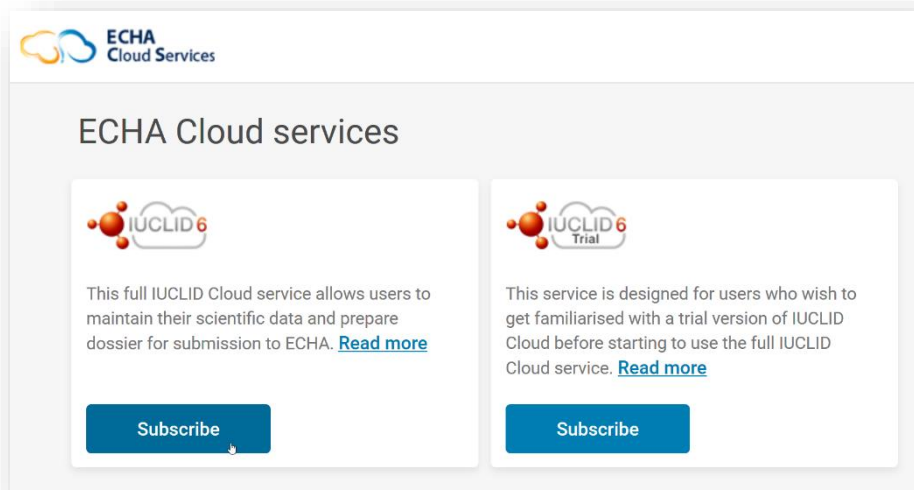 ECHA
Cloud Services
ECHA Cloud services
IUCLID 6
This full IUCLID Cloud service allows users to
maintain their scientific data and prepare
dossier for submission to ECHA. Read more
Subscribe
IUCLID 6
Trial
This service is designed for users who wish to
get familiarised with a trial version of IUCLID
Cloud before starting to use the full IUCLID
Cloud service. Read more
Subscribe